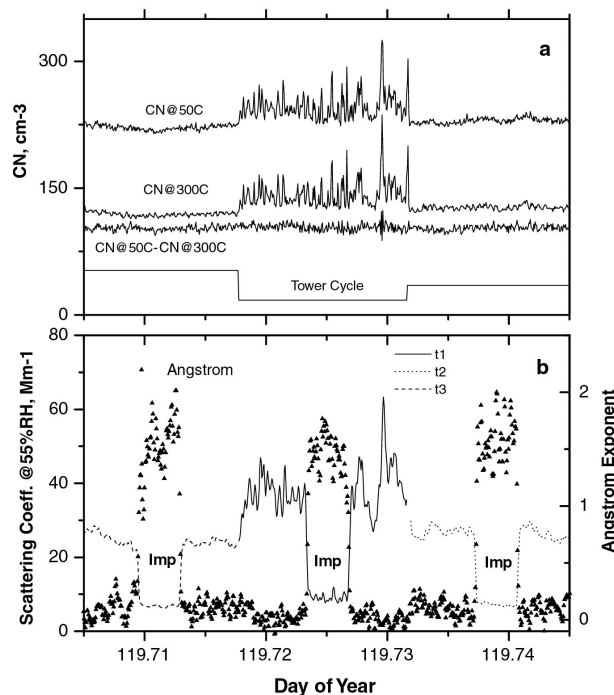 a
300
150
0
CN, cm-3
CN@50C
CN@300C
CN@50C-CN@300C
Tower Cycle
80
60
40
20
0
Scattering Coeff. @55%RH, Mm-1
Angstrom
t1
t2
t3
b
2
1
0
Angstrom Exponent
Imp
Imp
Imp
119.71
119.72
119.73
119.74
Day of Year